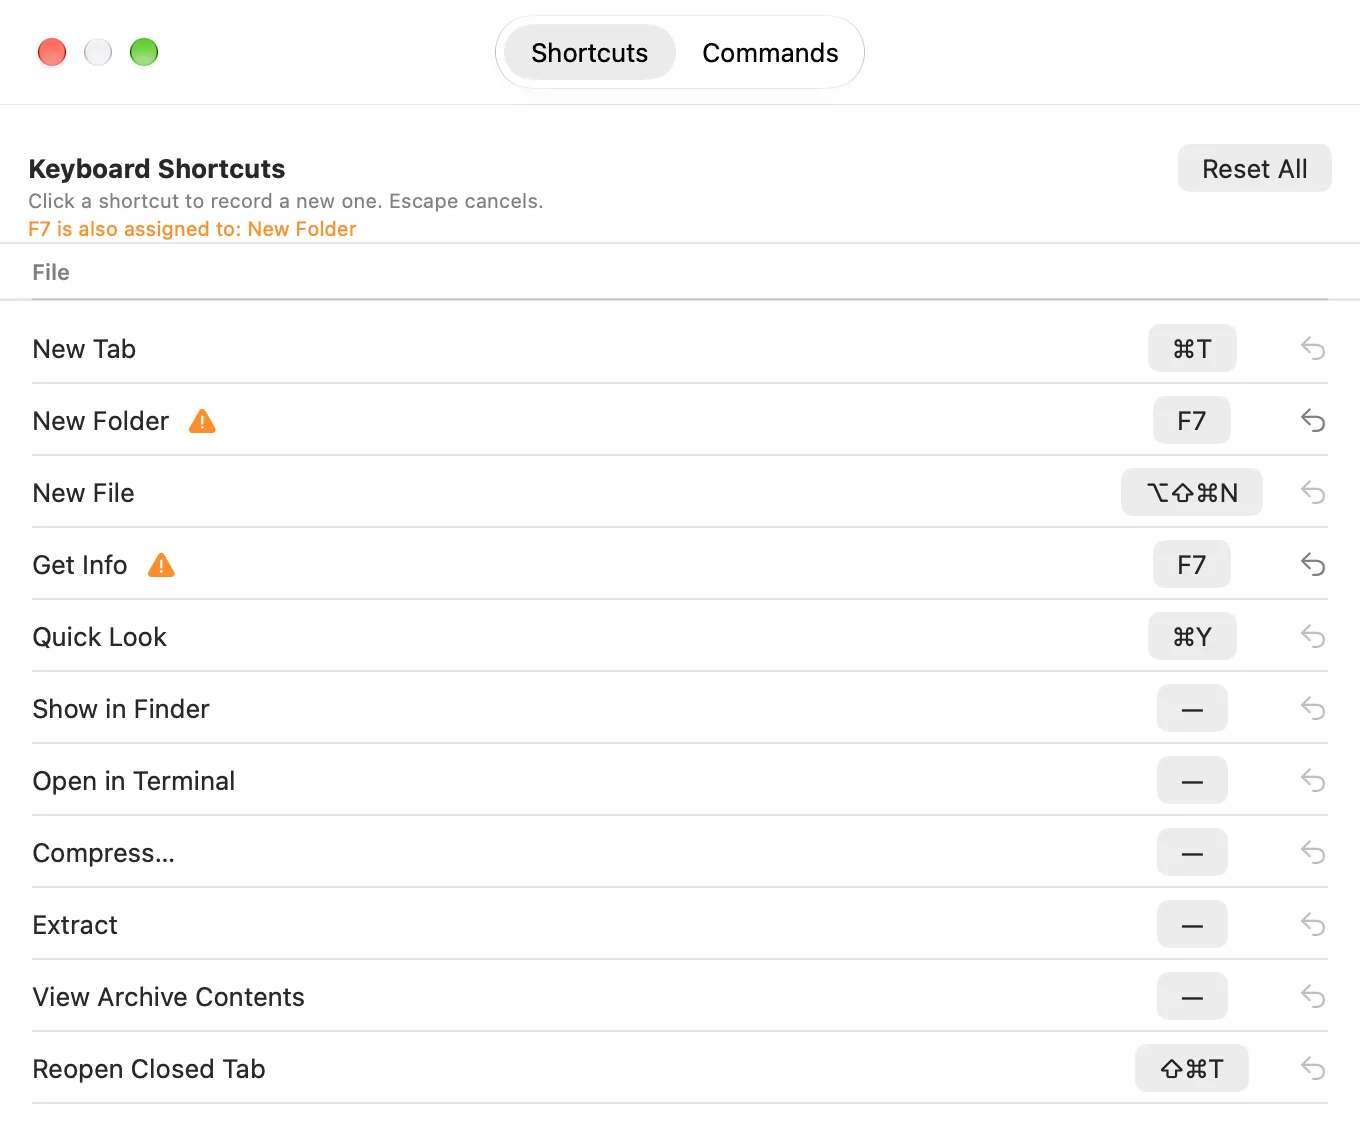 Shortcuts Commands
Keyboard Shortcuts
Reset All
Click a shortcut to record a new one. Escape cancels.
F7 is also assigned to: New Folder
File
New Tab ⌘T
New Folder F7
New File ⌥⇧⌘N
Get Info F7
Quick Look ⌘Y
Show in Finder —
Open in Terminal —
Compress... —
Extract —
View Archive Contents —
Reopen Closed Tab ⇧⌘T